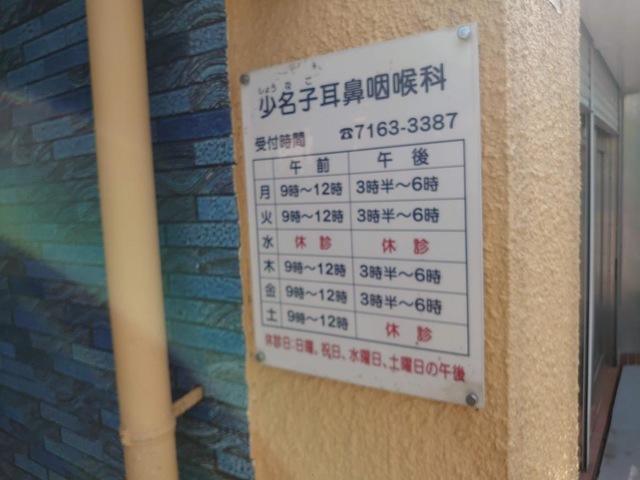 しょうなこ
少名子耳鼻咽喉科
受付時間 ☎7163-3387
午前 午後
月 9時〜12時 3時半〜6時
火 9時〜12時 3時半〜6時
水 休診 休診
木 9時〜12時 3時半〜6時
金 9時〜12時 3時半〜6時
土 9時〜12時 休診
休診日:日曜、祝日、水曜日、土曜日の午後